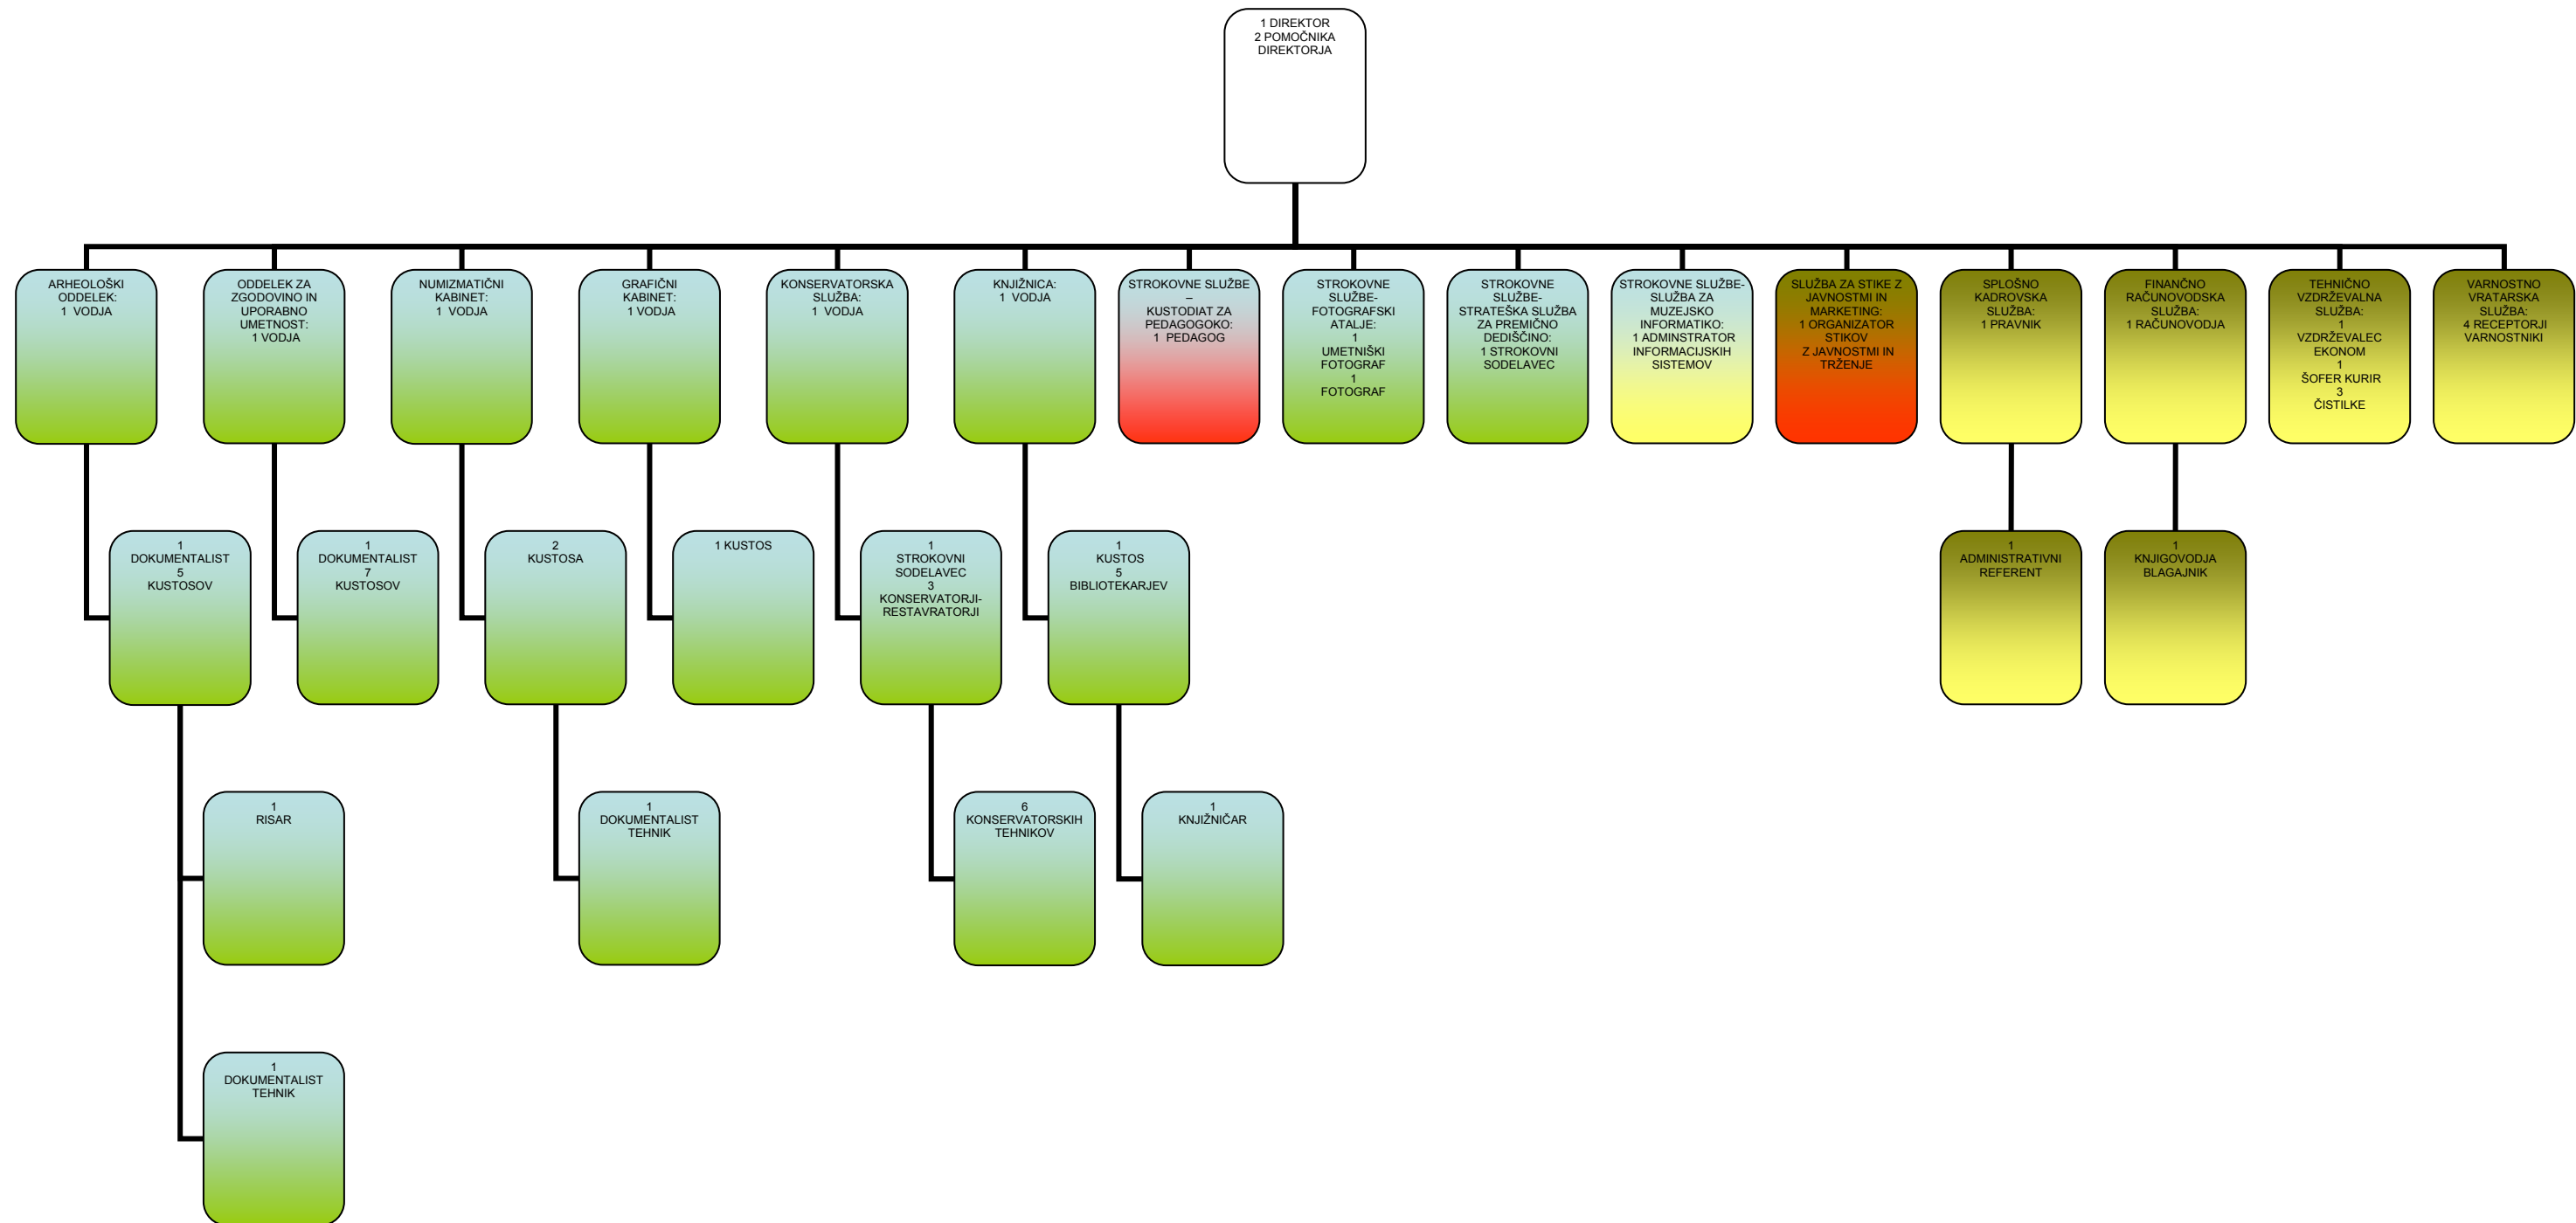 1 DIREKTOR
2 POMOČNIKA
DIREKTORJA
ARHEOLOŠKI
ODDELEK:
1 VODJA
ODDELEK ZA
ZGODOVINO IN
UPORABNO
UMETNOST:
1 VODJA
NUMIZMATIČNI
KABINET:
1 VODJA
GRAFIČNI
KABINET:
1 VODJA
KONSERVATORSKA
SLUŽBA:
1 VODJA
KNJIŽNICA:
1 VODJA
STROKOVNE SLUŽBE
–
KUSTODIAT ZA
PEDAGOGOKO:
1 PEDAGOG
STROKOVNE
SLUŽBE-
FOTOGRAFSKI
ATALJE:
1
UMETNIŠKI
FOTOGRAF
1
FOTOGRAF
STROKOVNE
SLUŽBE-
STRATEŠKA SLUŽBA
ZA PREMIČNO
DEDIŠČINO:
1 STROKOVNI
SODELAVEC
STROKOVNE SLUŽBE-
SLUŽBA ZA
MUZEJSKO
INFORMATIKO:
1 ADMINSTRATOR
INFORMACIJSKIH
SISTEMOV
SLUŽBA ZA STIKE Z
JAVNOSTMI IN
MARKETING:
1 ORGANIZATOR
STIKOV
Z JAVNOSTMI IN
TRŽENJE
SPLOŠNO
KADROVSKA
SLUŽBA:
1 PRAVNIK
FINANČNO
RAČUNOVODSKA
SLUŽBA:
1 RAČUNOVODJA
TEHNIČNO
VZDRŽEVALNA
SLUŽBA:
1
VZDRŽEVALEC
EKONOM
1
ŠOFER KURIR
3
ČISTILKE
VARNOSTNO
VRATARSKA
SLUŽBA:
4 RECEPTORJI
VARNOSTNIKI
1
DOKUMENTALIST
5
KUSTOSOV
1
DOKUMENTALIST
7
KUSTOSOV
2
KUSTOSA
1 KUSTOS
1
STROKOVNI
SODELAVEC
3
KONSERVATORJI-
RESTAVRATORJI
1
KUSTOS
5
BIBLIOTEKARJEV
1
ADMINISTRATIVNI
REFERENT
1
KNJIGOVODJA
BLAGAJNIK
1
RISAR
1
DOKUMENTALIST
TEHNIK
6
KONSERVATORSKIH
TEHNIKOV
1
KNJIŽNIČAR
1
DOKUMENTALIST
TEHNIK